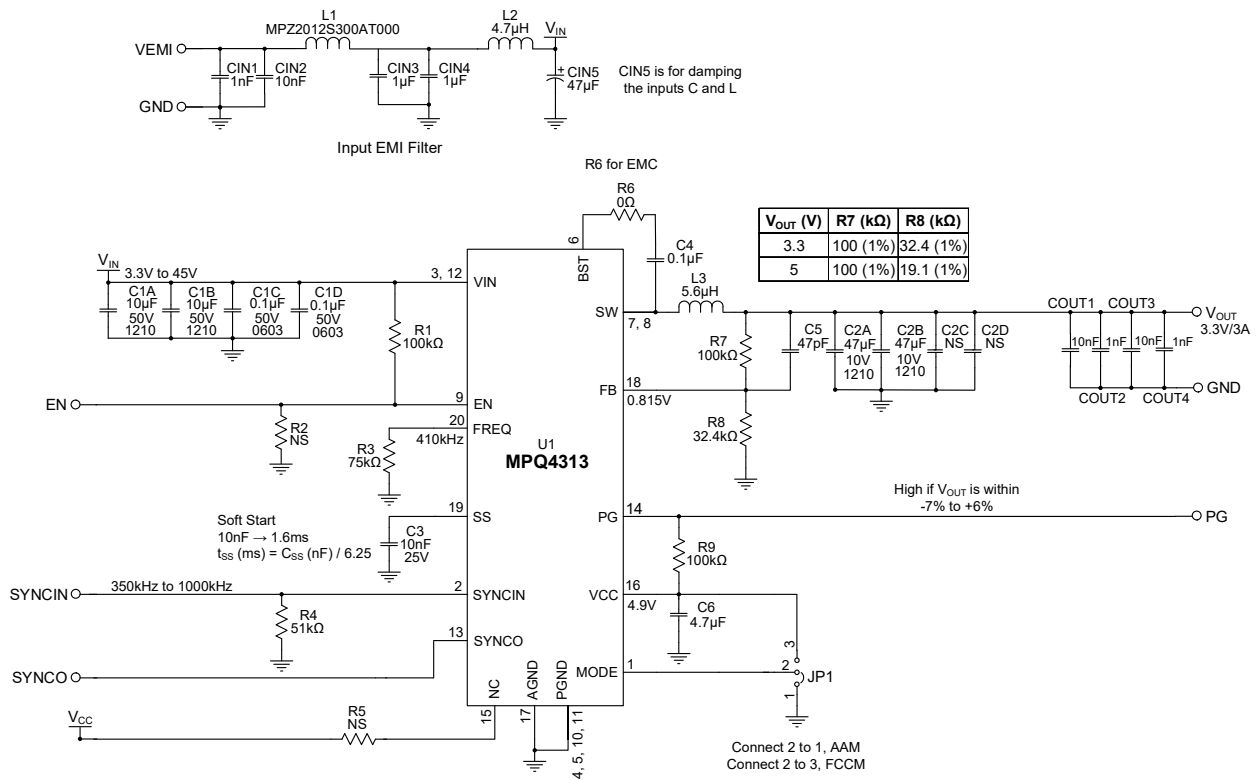 L1
MPZ2012S300AT000
L2
4.7µH
VIN
VEMI
CIN1
1nF
CIN2
10nF
CIN3
1µF
CIN4
1µF
CIN5
47µF
+
CIN5 is for damping
the inputs C and L
GND
Input EMI Filter
R6 for EMC
R6
0Ω
VOUT (V) R7 (kΩ) R8 (kΩ)
3.3 100 (1%) 32.4 (1%)
5 100 (1%) 19.1 (1%)
6
BST
C4
0.1µF
VIN
3.3V to 45V
3, 12
VIN
C1A
10µF
50V
1210
C1B
10µF
50V
1210
C1C
0.1µF
50V
0603
C1D
0.1µF
50V
0603
R1
100kΩ
L3
5.6µH
SW
7, 8
R7
100kΩ
C5
47pF
C2A
47µF
10V
1210
C2B
47µF
10V
1210
C2C
NS
C2D
NS
COUT1
COUT3
10nF
1nF
10nF
1nF
COUT2
COUT4
VOUT
3.3V/3A
GND
18
FB
0.815V
R8
32.4kΩ
EN
9
EN
R2
NS
20
FREQ
410kHz
R3
75kΩ
U1
MPQ4313
19
SS
Soft Start
10nF → 1.6ms
tSS (ms) = CSS (nF) / 6.25
C3
10nF
25V
14
PG
High if VOUT is within
-7% to +6%
PG
R9
100kΩ
SYNCIN
350kHz to 1000kHz
2
SYNCIN
R4
51kΩ
16
VCC
4.9V
C6
4.7µF
13
SYNCO
SYNCO
1
MODE
3
2
1
JP1
NC
AGND
PGND
15
17
4, 5, 10, 11
VCC
R5
NS
Connect 2 to 1, AAM
Connect 2 to 3, FCCM